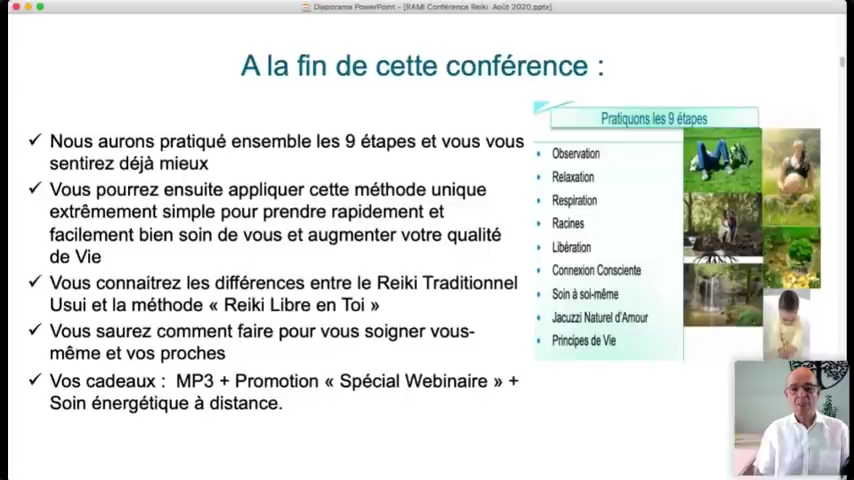 Diaporama PowerPoint - [RAMI Conférence Reiki Août 2020.pptx]
A la fin de cette conférence :
✓ Nous aurons pratiqué ensemble les 9 étapes et vous vous
sentirez déjà mieux
✓ Vous pourrez ensuite appliquer cette méthode unique
extrêmement simple pour prendre rapidement et
facilement bien soin de vous et augmenter votre qualité
de Vie
✓ Vous connaitrez les différences entre le Reiki Traditionnel
Usui et la méthode « Reiki Libre en Toi »
✓ Vous saurez comment faire pour vous soigner vous-
même et vos proches
✓ Vos cadeaux : MP3 + Promotion « Spécial Webinaire » +
Soin énergétique à distance.
Pratiquons les 9 étapes
• Observation
• Relaxation
• Respiration
• Racines
• Libération
• Connexion Consciente
• Soin à soi-même
• Jacuzzi Naturel d'Amour
• Principes de Vie